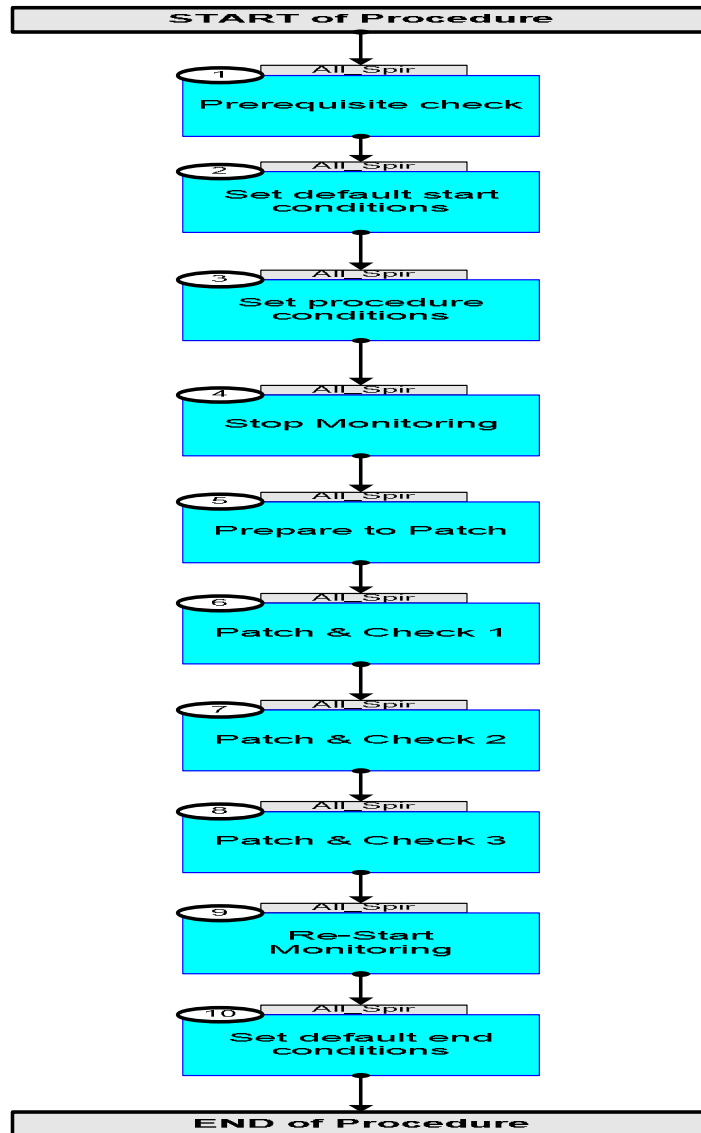 START of Procedure
All_Spir
1
Prerequisite check
All_Spir
2
Set default start
conditions
All_Spir
3
Set procedure
conditions
All_Spir
4
Stop Monitoring
All_Spir
5
Prepare to Patch
All_Spir
6
Patch & Check 1
All_Spir
7
Patch & Check 2
All_Spir
8
Patch & Check 3
All_Spir
9
Re-Start
Monitoring
All_Spir
10
Set default end
conditions
END of Procedure